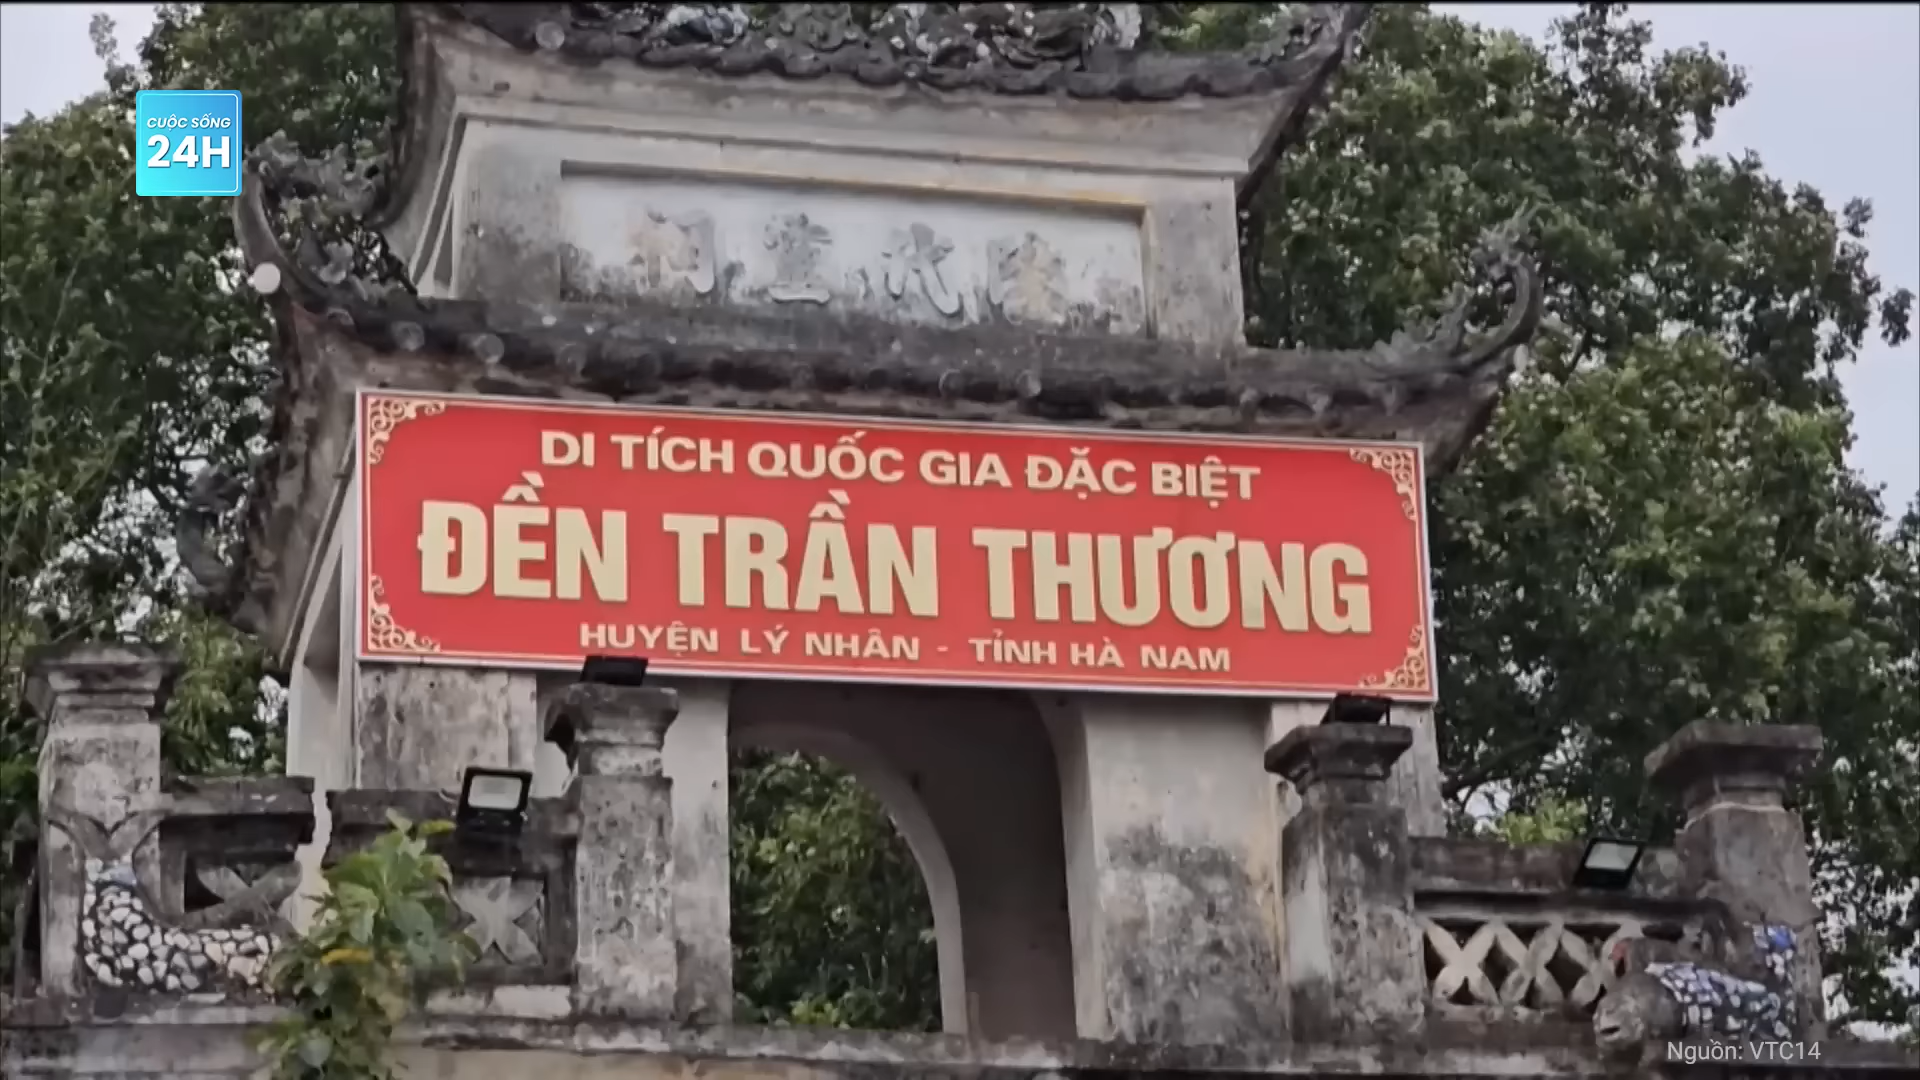 CUỘC SỐNG
24H
DI TÍCH QUỐC GIA ĐẶC BIỆT
ĐỀN TRẦN THƯƠNG
HUYỆN LÝ NHÂN - TỈNH HÀ NAM
Nguồn: VTC14